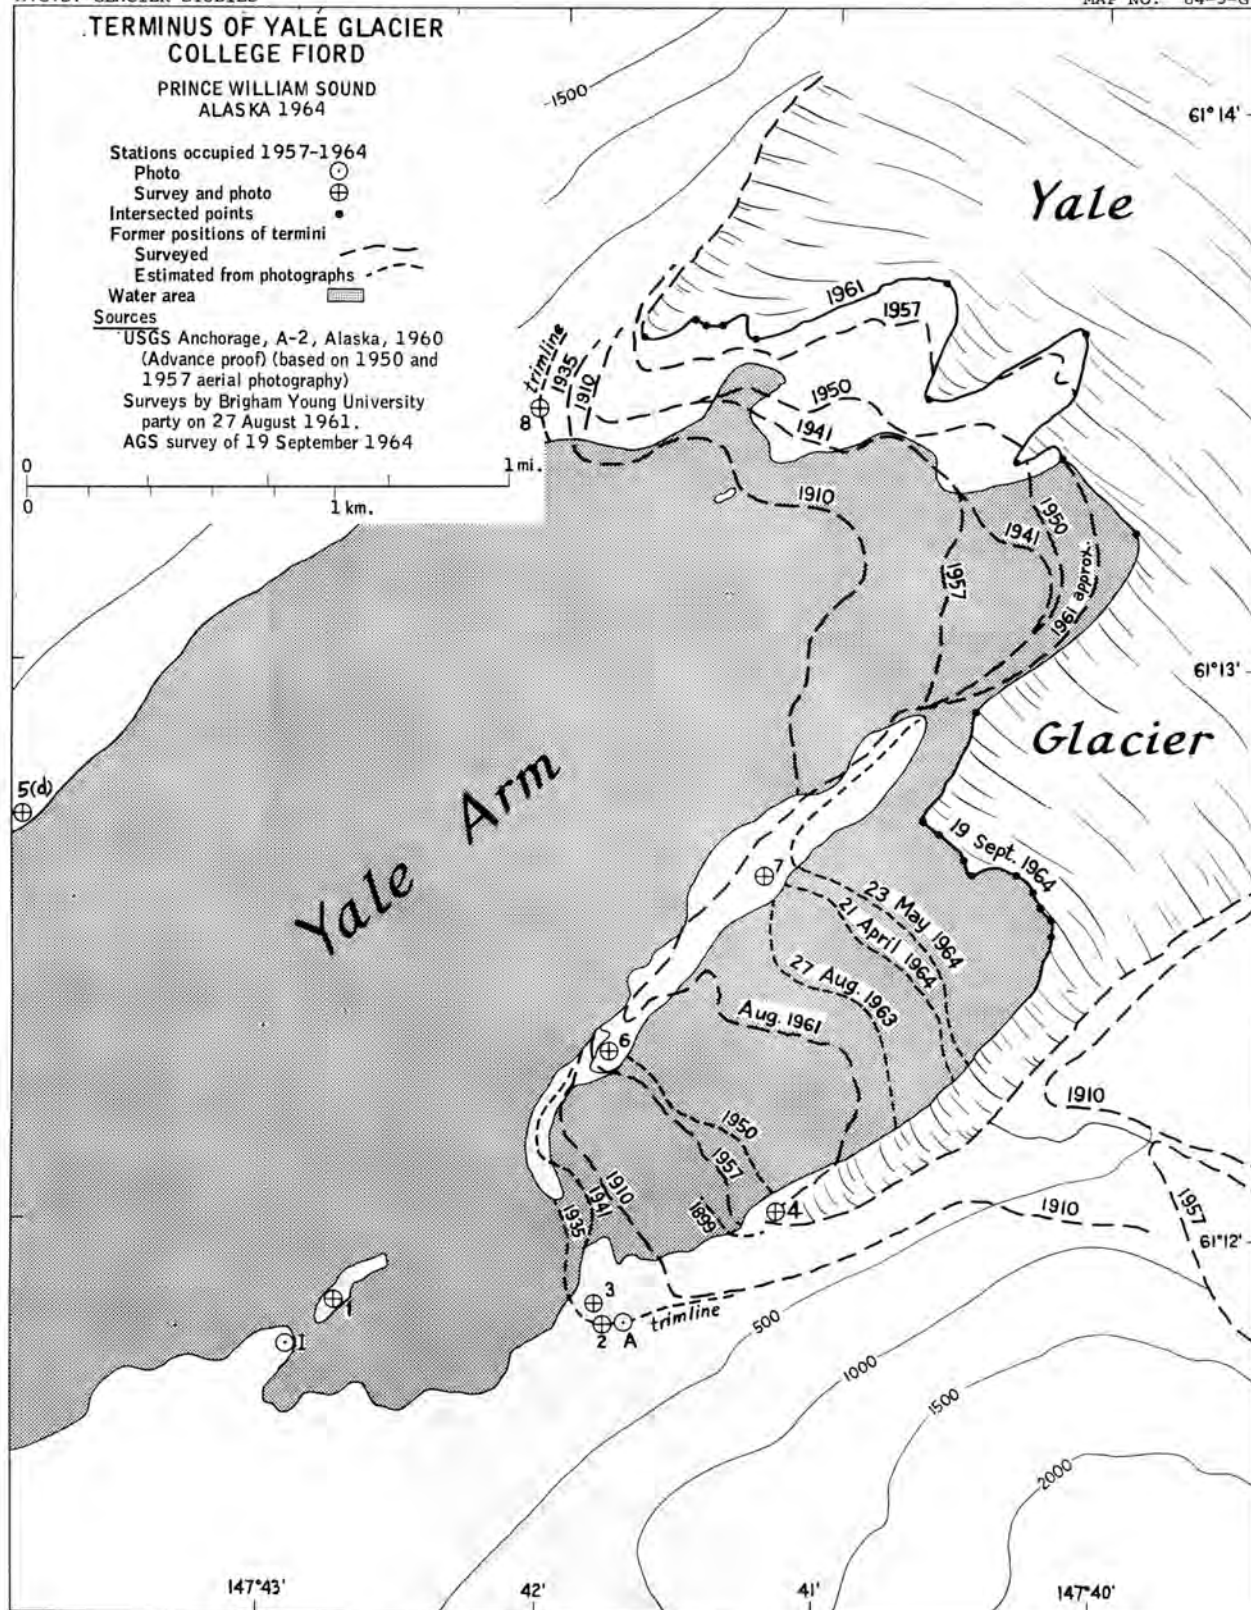 TERMINUS OF YALE GLACIER
COLLEGE FIORD
PRINCE WILLIAM SOUND
ALASKA 1964
Stations occupied 1957-1964
Photo
Survey and photo
Intersected points
Former positions of termini
Surveyed
Estimated from photographs
Water area
Sources
USGS Anchorage, A-2, Alaska, 1960
(Advance proof) (based on 1950 and
1957 aerial photography)
Surveys by Brigham Young University
party on 27 August 1961.
AGS survey of 19 September 1964
0 1 mi.
0 1 km.
1500
61°14'
Yale
1961
1957
trimline
1935
1910
8
1950
1941
1910
1950
1941
1957
1961 approx.
61°13'
Glacier
5(d)
Yale Arm
7
19 Sept. 1964
23 May 1964
21 April 1964
27 Aug. 1963
Aug. 1961
6
1910
1950
1957
1910
1941
1935
1899
4
1910
1957
61°12'
3
1
1
2
A
trimline
500
1000
1500
2000
147°43'
42'
41'
147°40'